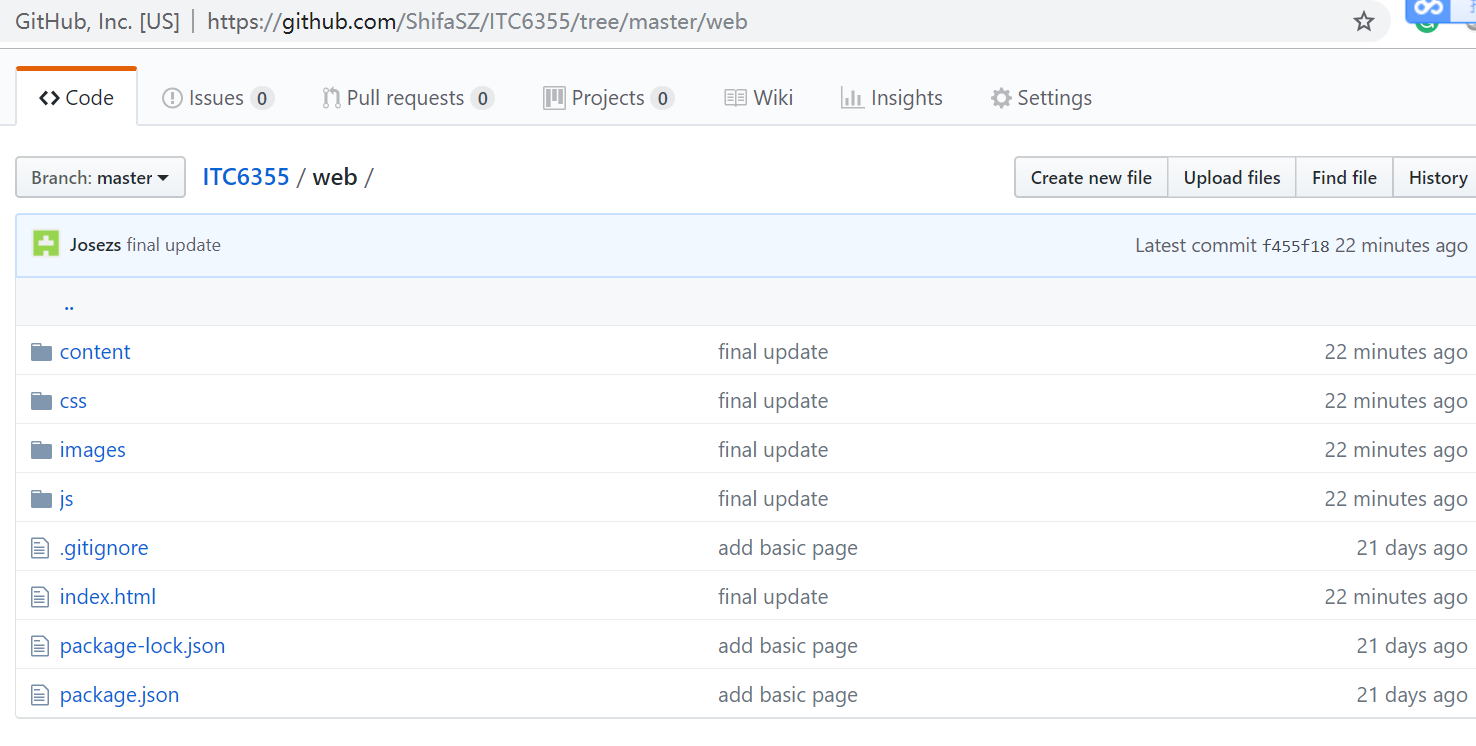 GitHub, Inc. [US] | https://github.com/ShifaSZ/ITC6355/tree/master/web
Code Issues 0 Pull requests 0 Projects 0 Wiki Insights Settings
Branch: master ITC6355 / web / Create new file Upload files Find file History
Josezs final update Latest commit f455f18 22 minutes ago
..
content final update 22 minutes ago
css final update 22 minutes ago
images final update 22 minutes ago
js final update 22 minutes ago
.gitignore add basic page 21 days ago
index.html final update 22 minutes ago
package-lock.json add basic page 21 days ago
package.json add basic page 21 days ago